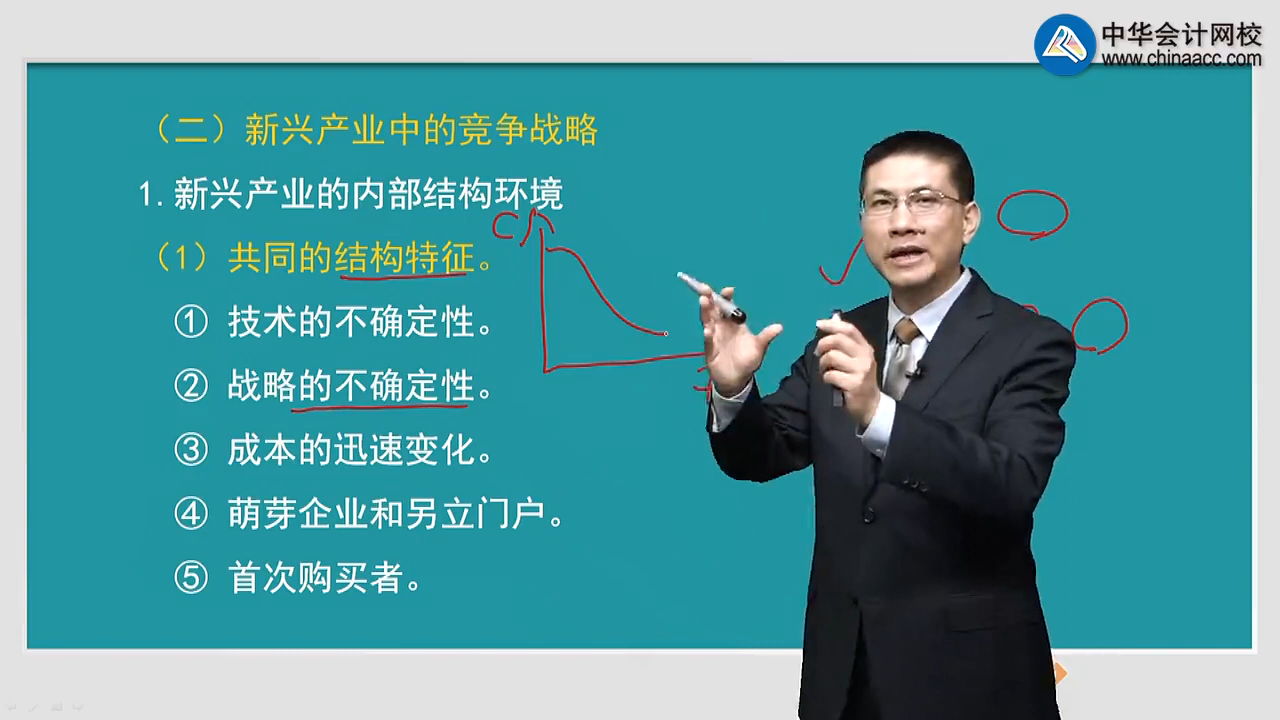 中华会计网校
www.chinaacc.com
（二）新兴产业中的竞争战略
1.新兴产业的内部结构环境
（1）共同的结构特征。
① 技术的不确定性。
② 战略的不确定性。
③ 成本的迅速变化。
④ 萌芽企业和另立门户。
⑤ 首次购买者。
C